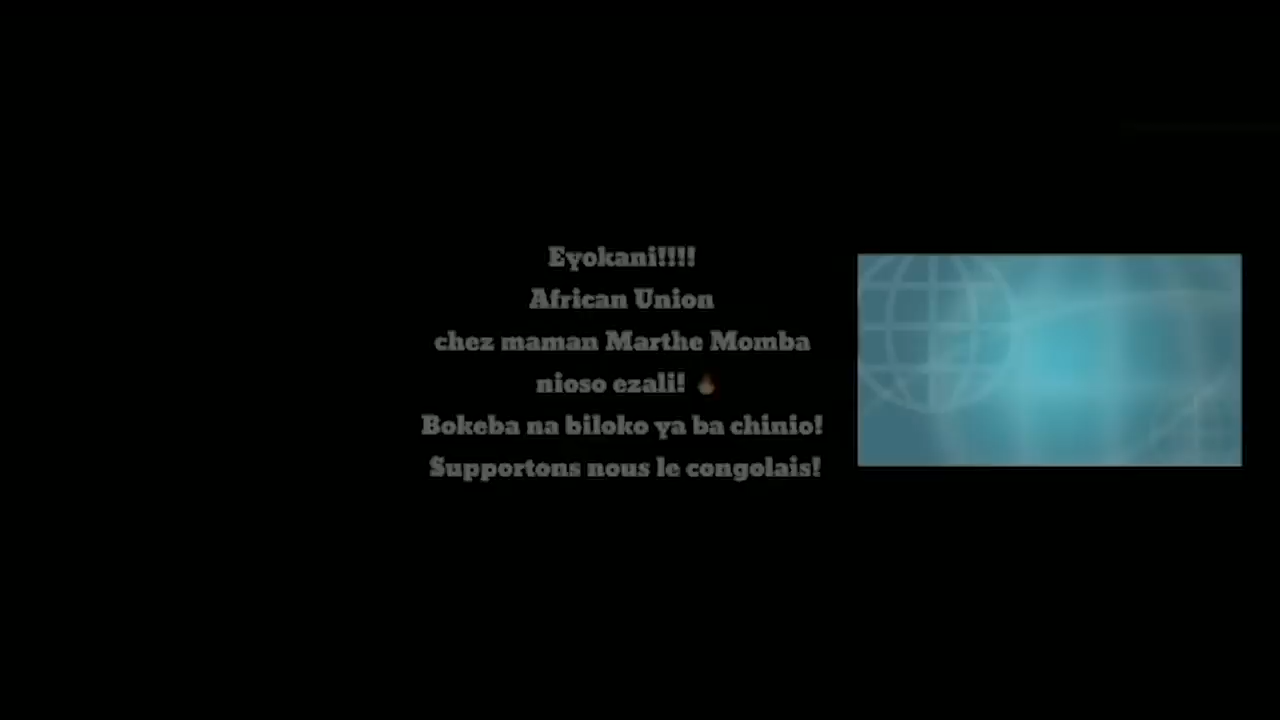 Eyokani!!!!
African Union
chez maman Marthe Momba
nioso ezali! 🔥
Bokeba na biloko ya ba chinio!
Supportons nous le congolais!